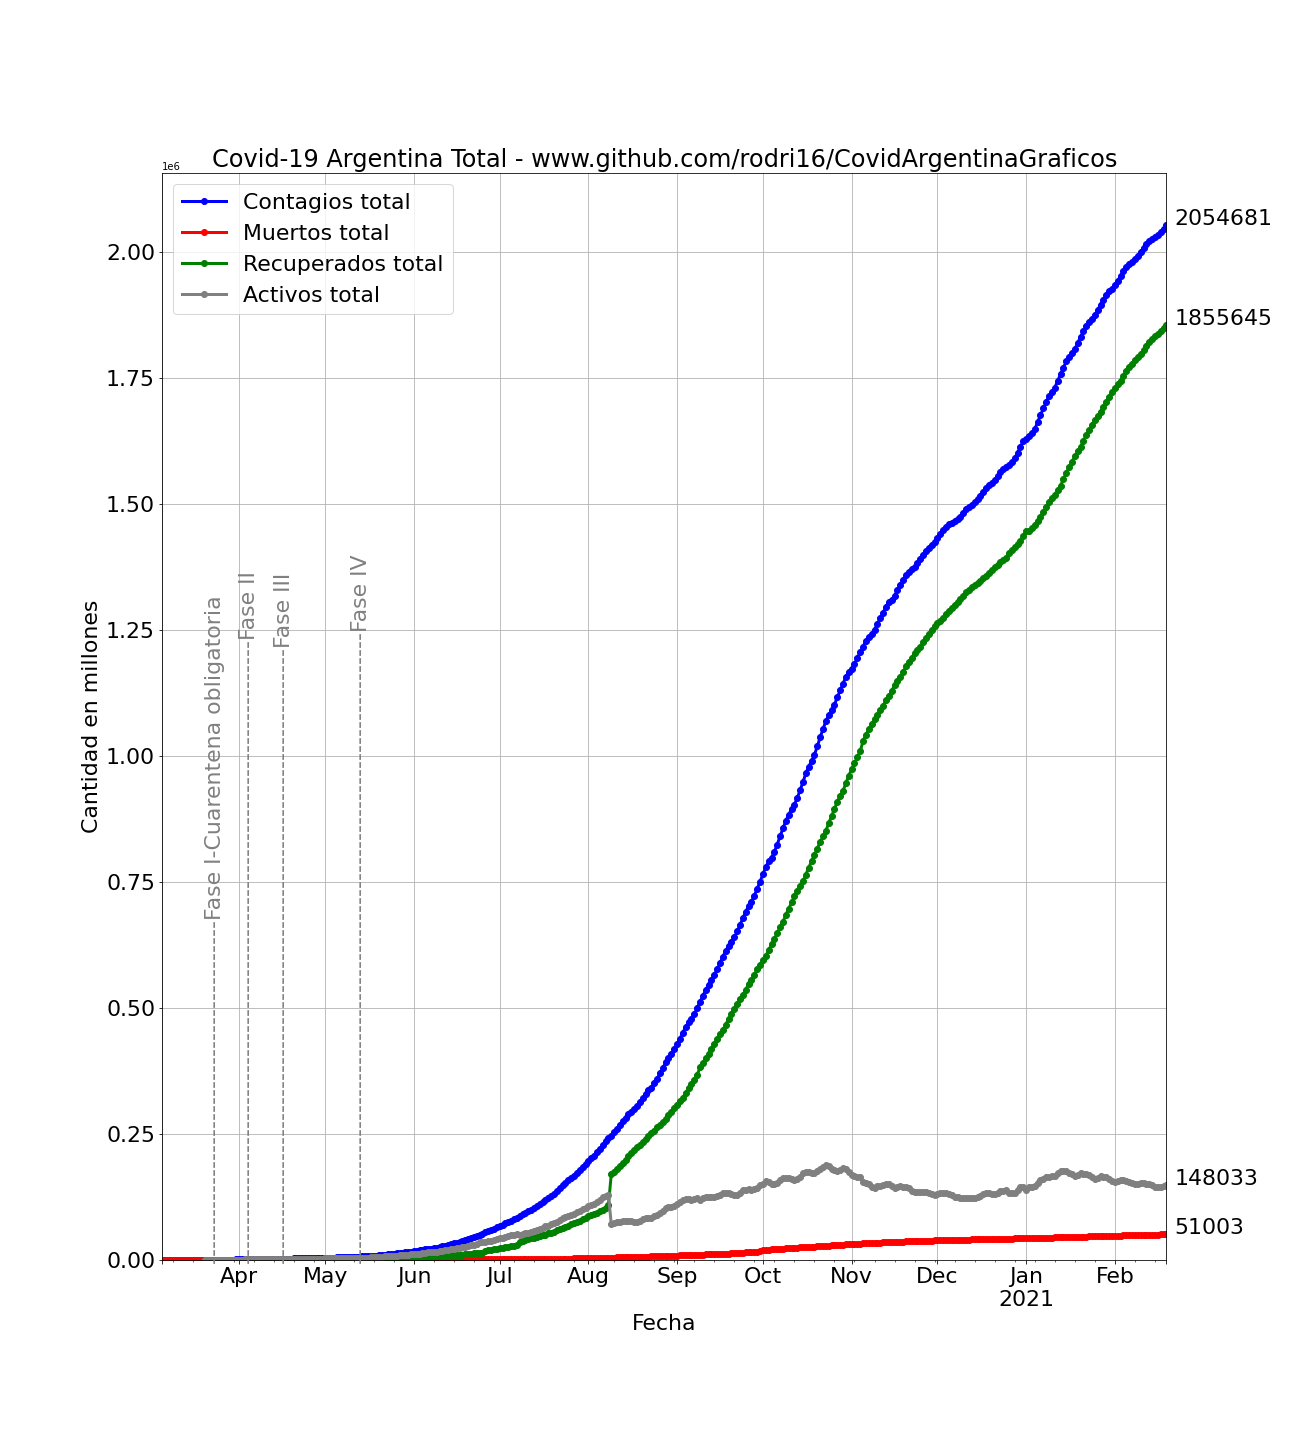 Covid-19 Argentina Total - www.github.com/rodri16/CovidArgentinaGraficos
1e6
Contagios total
Muertos total
Recuperados total
Activos total
2054681
1855645
148033
51003
2.00
1.75
1.50
1.25
1.00
0.75
0.50
0.25
0.00
Cantidad en millones
Fase I-Cuarentena obligatoria
Fase II
Fase III
Fase IV
Apr May Jun Jul Aug Sep Oct Nov Dec Jan Feb
2021
Fecha